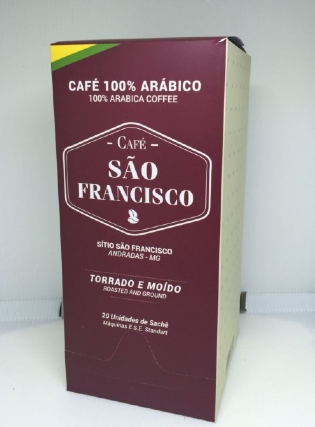 CAFÉ 100% ARÁBICO
100% ARABICA COFFEE
- CAFÉ -
SÃO
FRANCISCO
SÍTIO SÃO FRANCISCO
ANDRADAS - MG
TORRADO E MOÍDO
ROASTED AND GROUND
20 Unidades de Sachê
Máquinas E.S.E. Standart